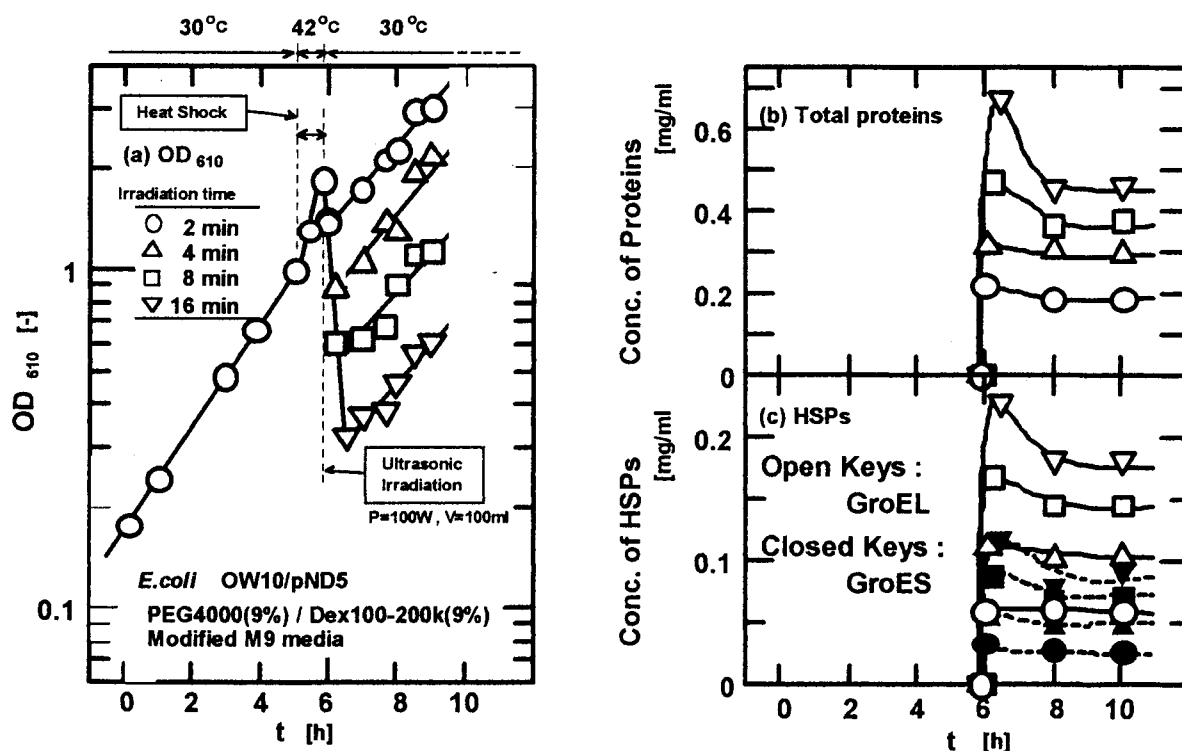 30°C 42°C 30°C
Heat Shock
(a) OD 610
Irradiation time
2 min
4 min
8 min
16 min
Ultrasonic
Irradiation
P=100W , V=100ml
E.coli OW10/pND5
PEG4000(9%) / Dex100-200k(9%)
Modified M9 media
OD 610 [-]
1
0.1
0 2 4 6 8 10
t [h]
(b) Total proteins
Conc. of Proteins [mg/ml]
0.6
0.4
0.2
0
(c) HSPs
Open Keys :
GroEL
Closed Keys :
GroES
Conc. of HSPs [mg/ml]
0.2
0.1
0
0 2 4 6 8 10
t [h]